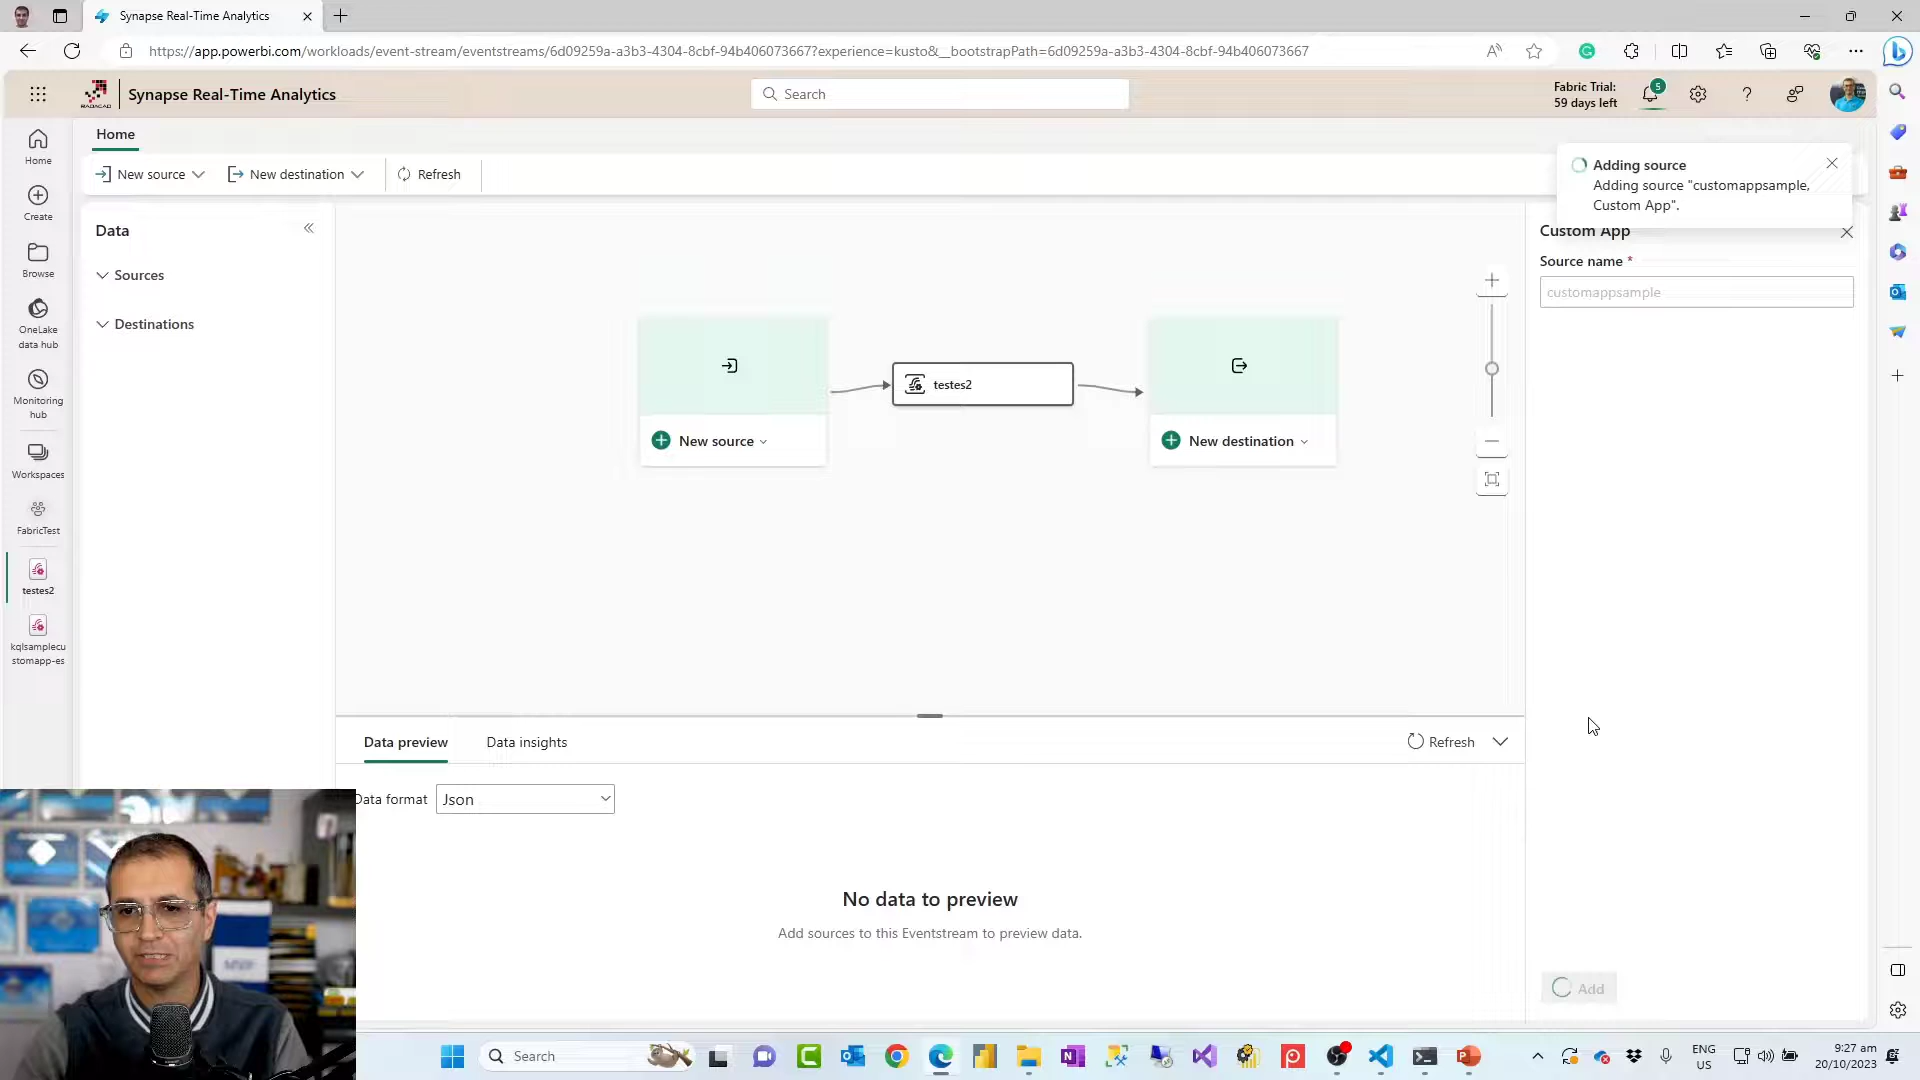 Synapse Real-Time Analytics
https://app.powerbi.com/workloads/event-stream/eventstreams/6d09259a-a3b3-4304-8cbf-94b406073667?experience=kusto&__bootstrapPath=6d09259a-a3b3-4304-8cbf-94b406073667
RADACAD
Synapse Real-Time Analytics
Search
Fabric Trial:
59 days left
5
Home
New source
New destination
Refresh
Adding source
Adding source "customappsample,
Custom App".
Home
Create
Browse
OneLake
data hub
Monitoring
hub
Workspaces
FabricTest
testes2
kqlsamplecu
stomapp-es
Data
Sources
Destinations
New source
testes2
New destination
Custom App
Source name *
customappsample
Add
Data preview
Data insights
Refresh
Data format
Json
No data to preview
Add sources to this Eventstream to preview data.
Search
ENG
US
9:27 am
20/10/2023